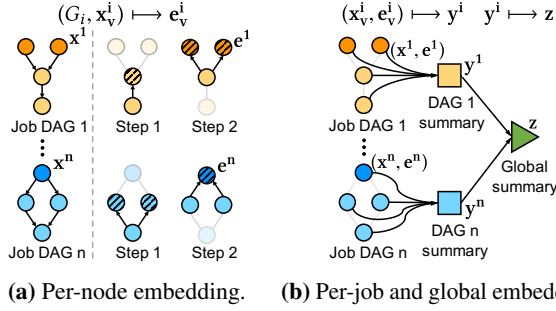 (G_i, x_v^i) ⟼ e_v^i
x^1
e^1
Job DAG 1
Step 1
Step 2
x^n
e^n
Job DAG n
Step 1
Step 2
(a) Per-node embedding.
(x_v^i, e_v^i) ⟼ y^i
y^i ⟼ z
(x^1, e^1)
y^1
DAG 1
summary
Job DAG 1
z
Global
summary
(x^n, e^n)
y^n
DAG n
summary
Job DAG n
(b) Per-job and global embed